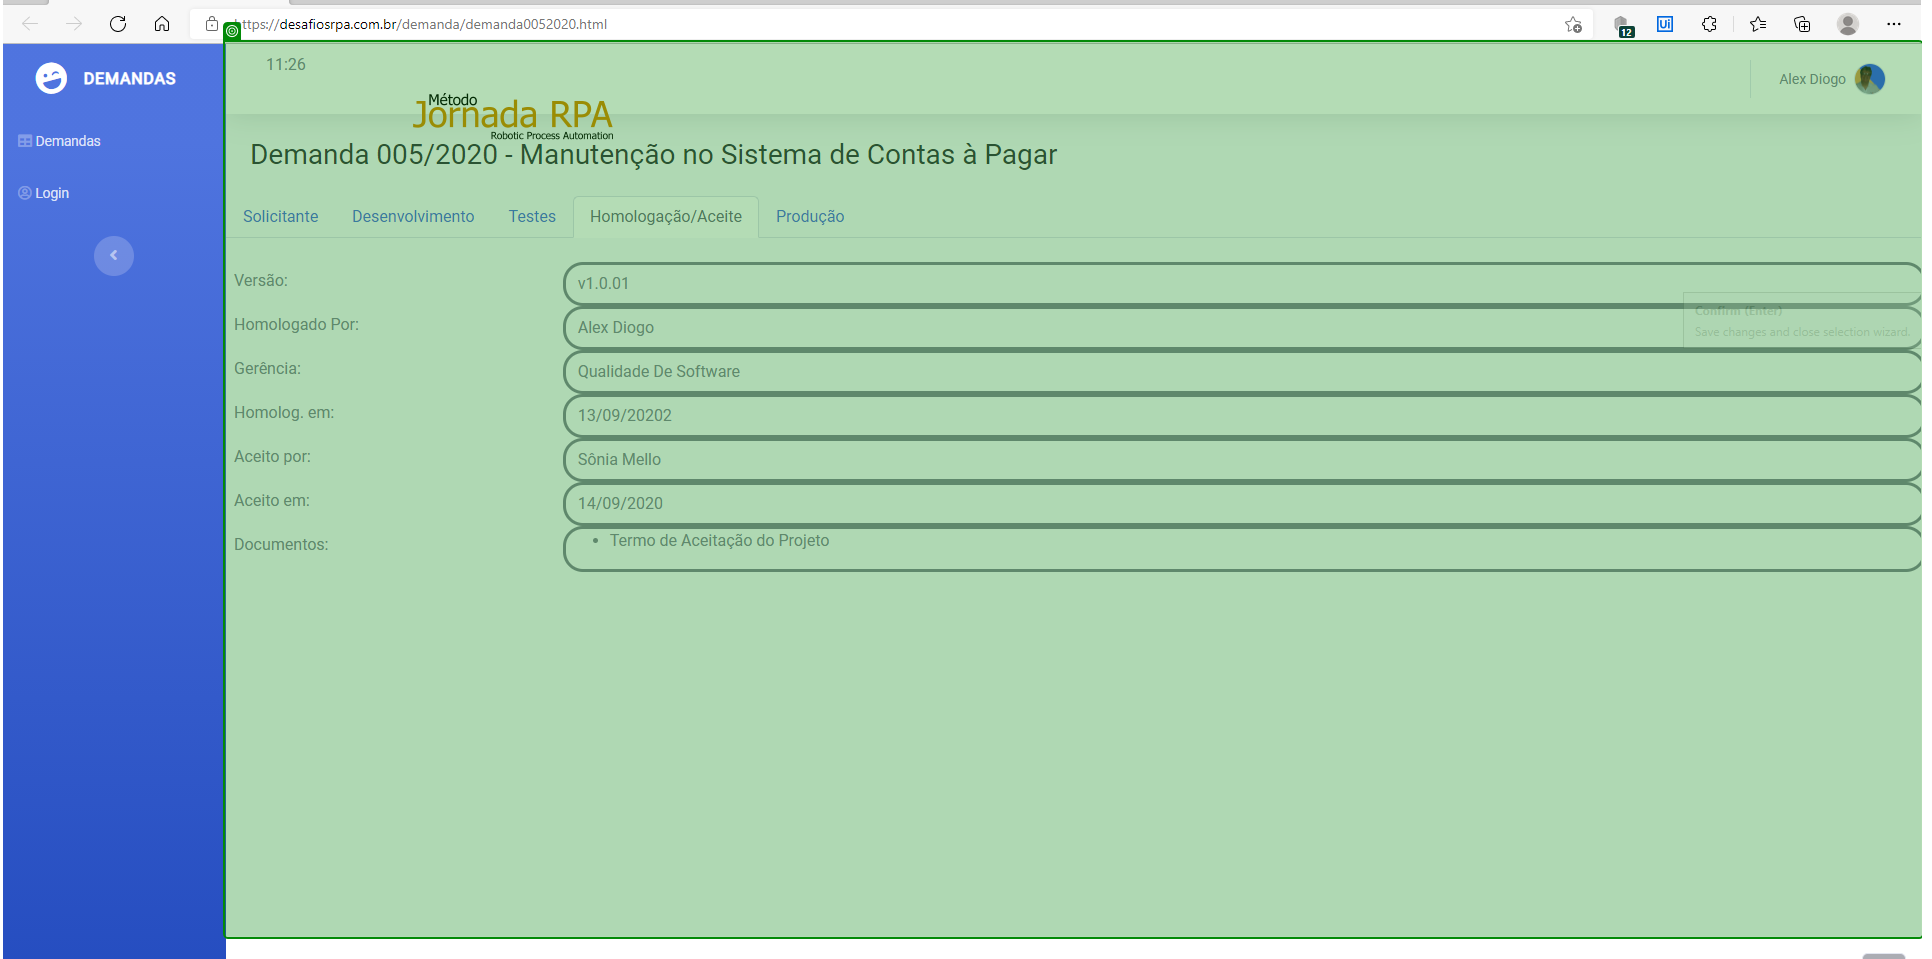 https://desafiosrpa.com.br/demanda/demanda0052020.html
12
Ui
DEMANDAS
11:26
Alex Diogo
Método
Jornada RPA
Robotic Process Automation
Demandas
Demanda 005/2020 - Manutenção no Sistema de Contas à Pagar
Login
Solicitante Desenvolvimento Testes Homologação/Aceite Produção
Versão: v1.0.01
Confirm (Enter)
Save changes and close selection wizard.
Homologado Por: Alex Diogo
Gerência: Qualidade De Software
Homolog. em: 13/09/20202
Aceito por: Sônia Mello
Aceito em: 14/09/2020
Documentos: • Termo de Aceitação do Projeto